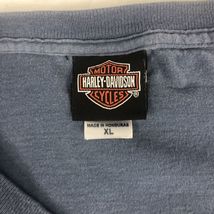 MOTOR
HARLEY-DAVIDSON
CYCLES
®
MADE IN HONDURAS
XL